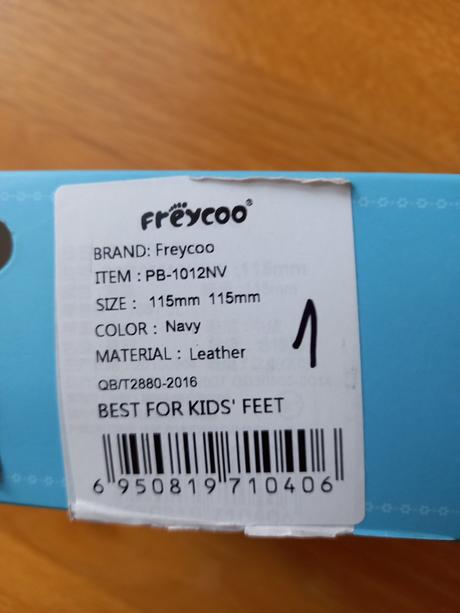 Freycoo®
BRAND: Freycoo
ITEM : PB-1012NV
SIZE : 115mm 115mm
COLOR : Navy
MATERIAL : Leather
1
QB/T2880-2016
BEST FOR KIDS' FEET
6 950819 710406